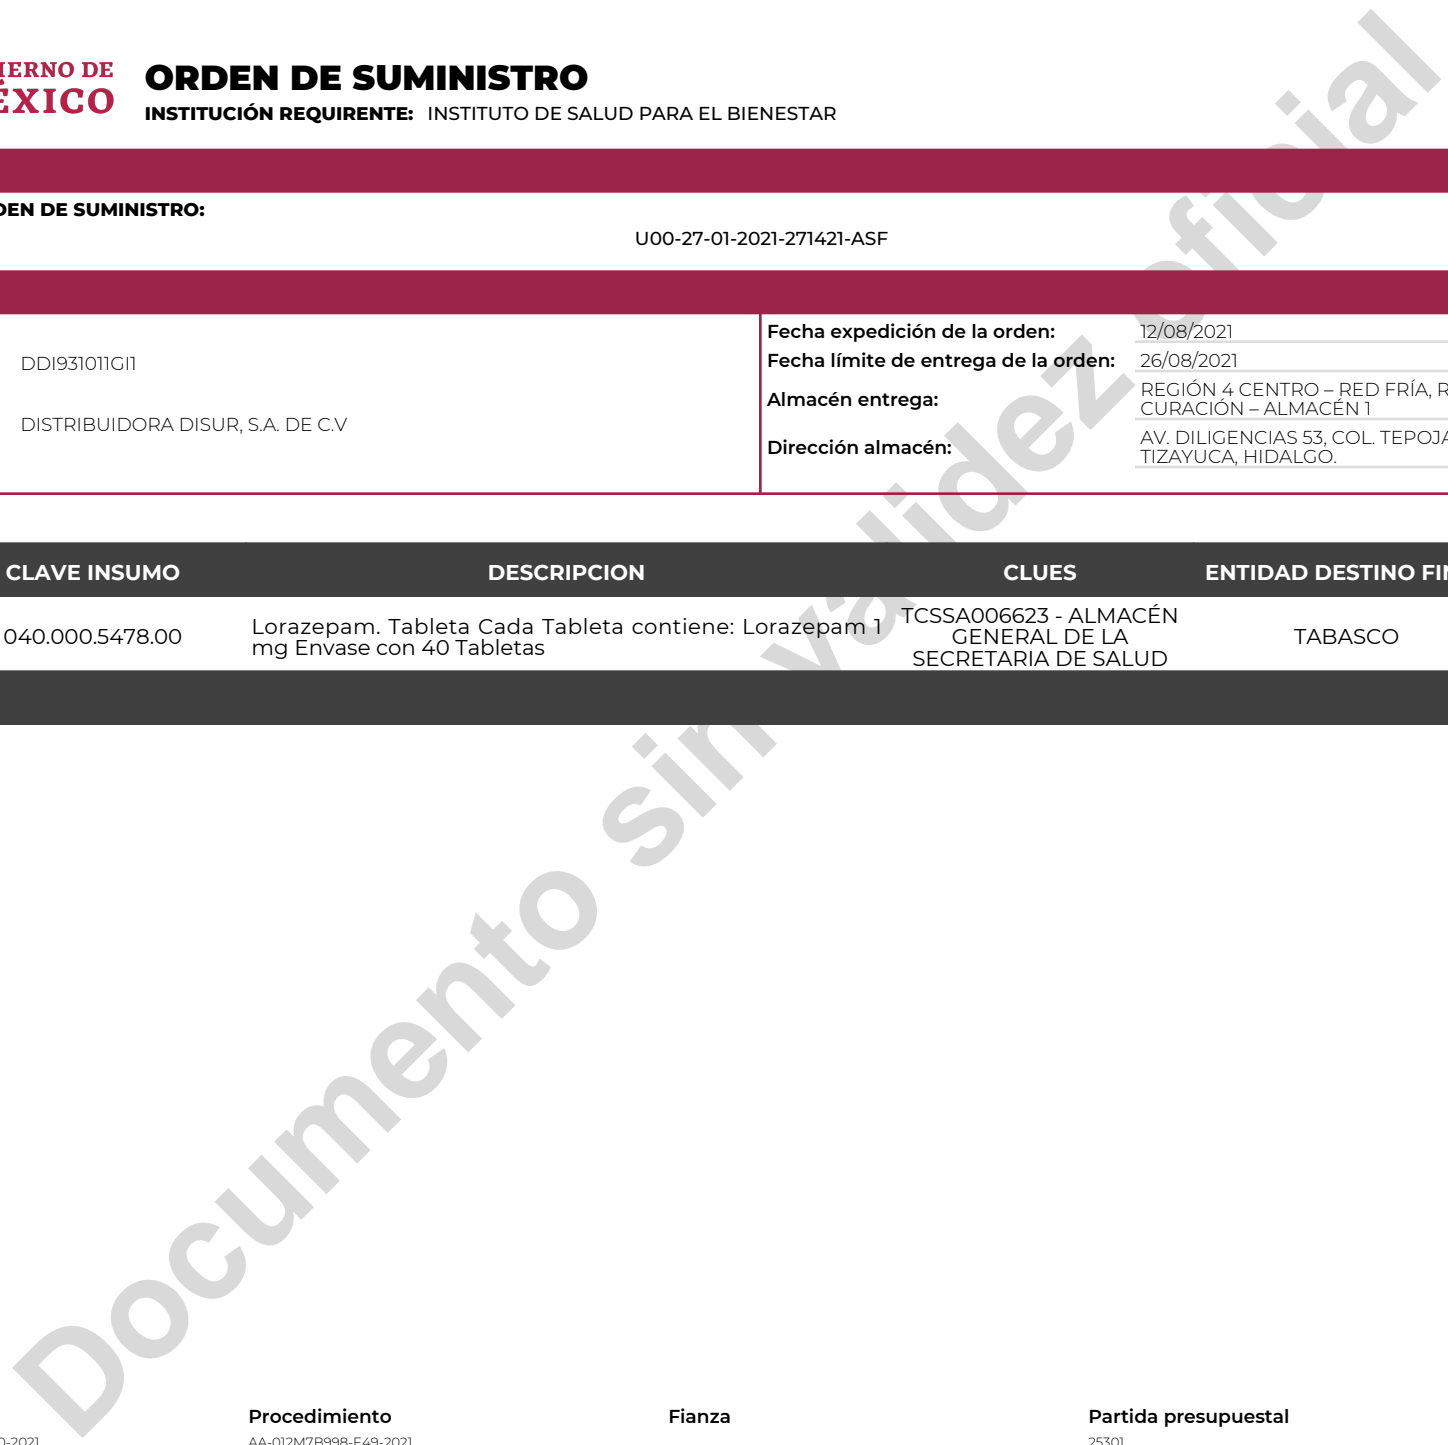 ORDEN DE SUMINISTRO
INSTITUCIÓN REQUIRENTE: INSTITUTO DE SALUD PARA EL BIENESTAR
DE
ÉXICO
DE SUMINISTRO:
U00-27-01-2021-271421-ASF
DDI931011GI1
DISTRIBUIDORA DISUR, S.A. DE C.V
Fecha expedición de la orden: 12/08/2021
Fecha límite de entrega de la orden: 26/08/2021
Almacén entrega: REGIÓN 4 CENTRO – RED FRÍA, R
CURACIÓN – ALMACÉN 1
Dirección almacén: AV. DILIGENCIAS 53, COL. TEPOJA
TIZAYUCA, HIDALGO.
CLAVE INSUMO DESCRIPCION CLUES ENTIDAD DESTINO
040.000.5478.00
Lorazepam. Tableta Cada Tableta contiene: Lorazepam 1
mg Envase con 40 Tabletas
TCSSA006623 - ALMACÉN
GENERAL DE LA
SECRETARIA DE SALUD
TABASCO
Documento sin validez oficial
Procedimiento Fianza Partida presupuestal
-2021 AA-012M7B998-E49-2021 25301